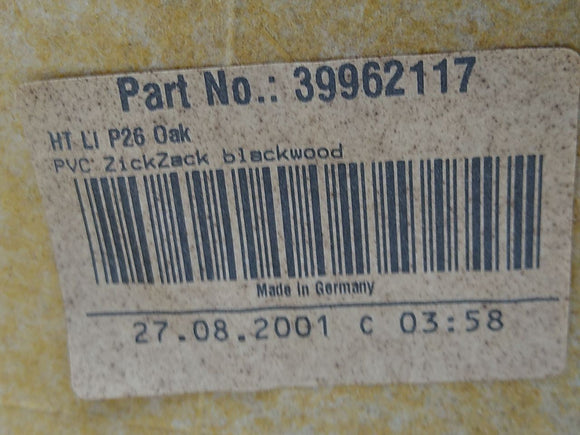 Part No.: 39962117
HT LI P26 Oak
PVC ZickZack blackwood
Made in Germany
27.08.2001 C 03:58